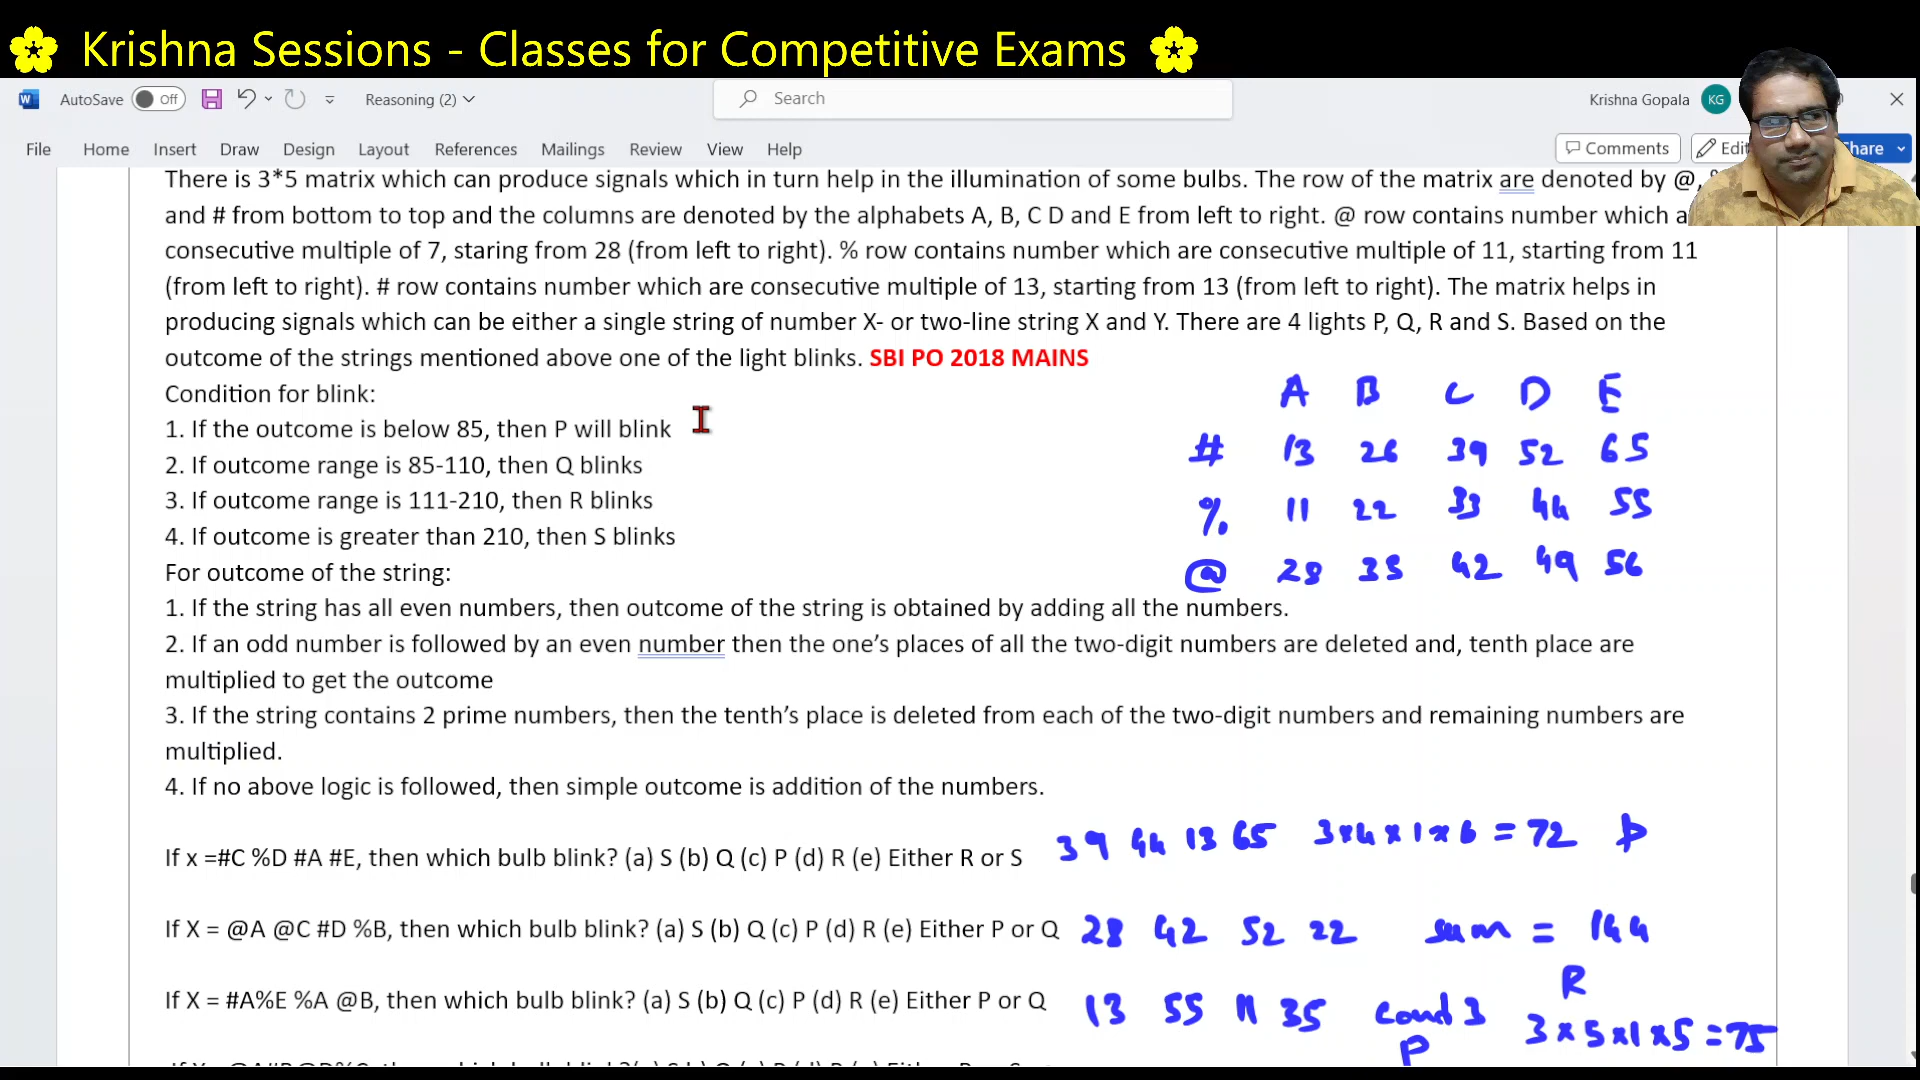 Krishna Sessions - Classes for Competitive Exams
AutoSave Off Reasoning (2) Search Krishna Gopala KG
File Home Insert Draw Design Layout References Mailings Review View Help Comments
There is 3*5 matrix which can produce signals which in turn help in the illumination of some bulbs. The row of the matrix are denoted by @,
and # from bottom to top and the columns are denoted by the alphabets A, B, C D and E from left to right. @ row contains number which
consecutive multiple of 7, staring from 28 (from left to right). % row contains number which are consecutive multiple of 11, starting from 11
(from left to right). # row contains number which are consecutive multiple of 13, starting from 13 (from left to right). The matrix helps in
producing signals which can be either a single string of number X- or two-line string X and Y. There are 4 lights P, Q, R and S. Based on the
outcome of the strings mentioned above one of the light blinks. SBI PO 2018 MAINS
Condition for blink:
A B C D E
1. If the outcome is below 85, then P will blink
# 13 26 39 52 65
2. If outcome range is 85-110, then Q blinks
3. If outcome range is 111-210, then R blinks
% 11 22 33 44 55
4. If outcome is greater than 210, then S blinks
For outcome of the string:
@ 28 35 42 49 56
1. If the string has all even numbers, then outcome of the string is obtained by adding all the numbers.
2. If an odd number is followed by an even number then the one's places of all the two-digit numbers are deleted and, tenth place are
multiplied to get the outcome
3. If the string contains 2 prime numbers, then the tenth's place is deleted from each of the two-digit numbers and remaining numbers are
multiplied.
4. If no above logic is followed, then simple outcome is addition of the numbers.
If x =#C %D #A #E, then which bulb blink? (a) S (b) Q (c) P (d) R (e) Either R or S
39 44 13 65 3 x 4 x 1 x 6 = 72 P
If X = @A @C #D %B, then which bulb blink? (a) S (b) Q (c) P (d) R (e) Either P or Q
28 42 52 22 sum = 144
R
If X = #A%E %A @B, then which bulb blink? (a) S (b) Q (c) P (d) R (e) Either P or Q
13 55 11 35 cond 3 3 x 5 x 1 x 5 = 75
P